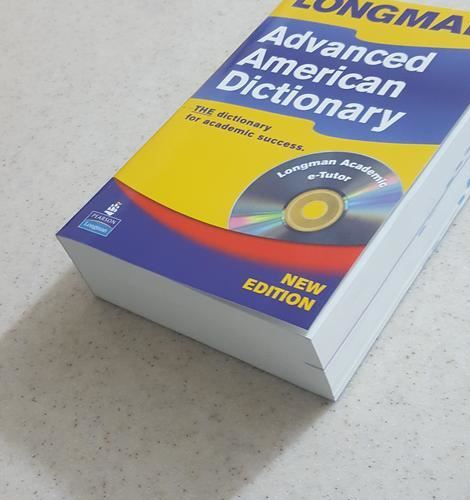 LONGMAN
Advanced
American
Dictionary
THE dictionary
for academic success.
Longman Academic
e-Tutor
PEARSON
Longman
NEW
EDITION